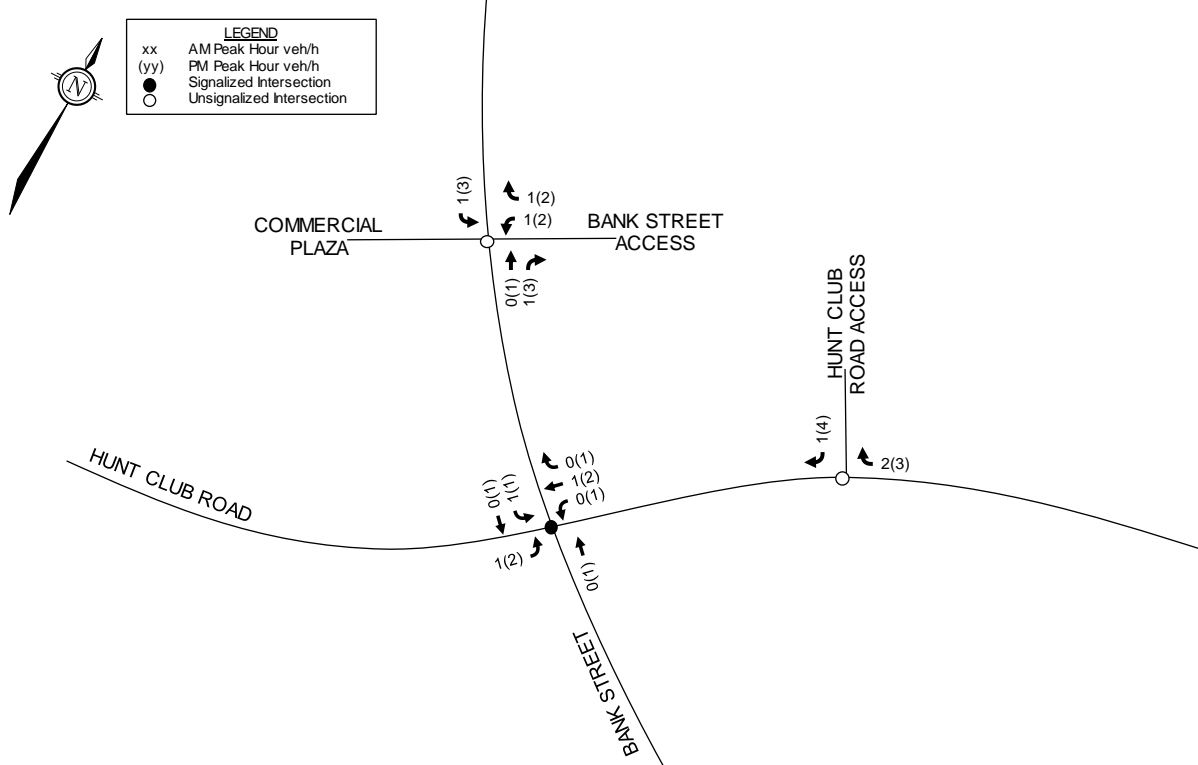 LEGEND
xx AM Peak Hour veh/h
(yy) PM Peak Hour veh/h
Signalized Intersection
Unsignalized Intersection
N
1(3)
1(2)
1(2)
COMMERCIAL
PLAZA
BANK STREET
ACCESS
0(1)
1(3)
HUNT CLUB
ROAD ACCESS
1(4)
2(3)
HUNT CLUB ROAD
0(1)
1(1)
0(1)
1(2)
0(1)
1(2)
0(1)
BANK STREET